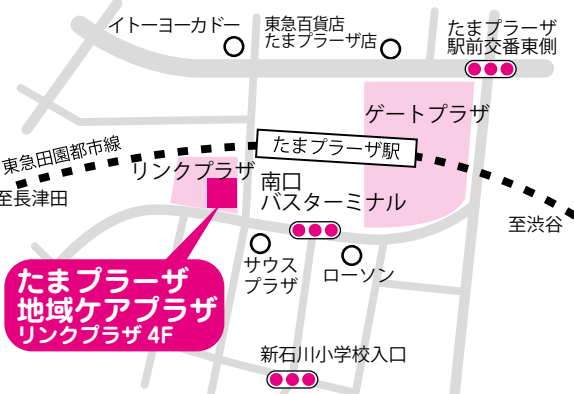 イトーヨーカドー
東急百貨店
たまプラーザ店
たまプラーザ
駅前交番東側
ゲートプラザ
東急田園都市線
たまプラーザ駅
リンクプラザ
至長津田
南口
バスターミナル
至渋谷
サウス
プラザ
ローソン
たまプラーザ
地域ケアプラザ
リンクプラザ 4F
新石川小学校入口